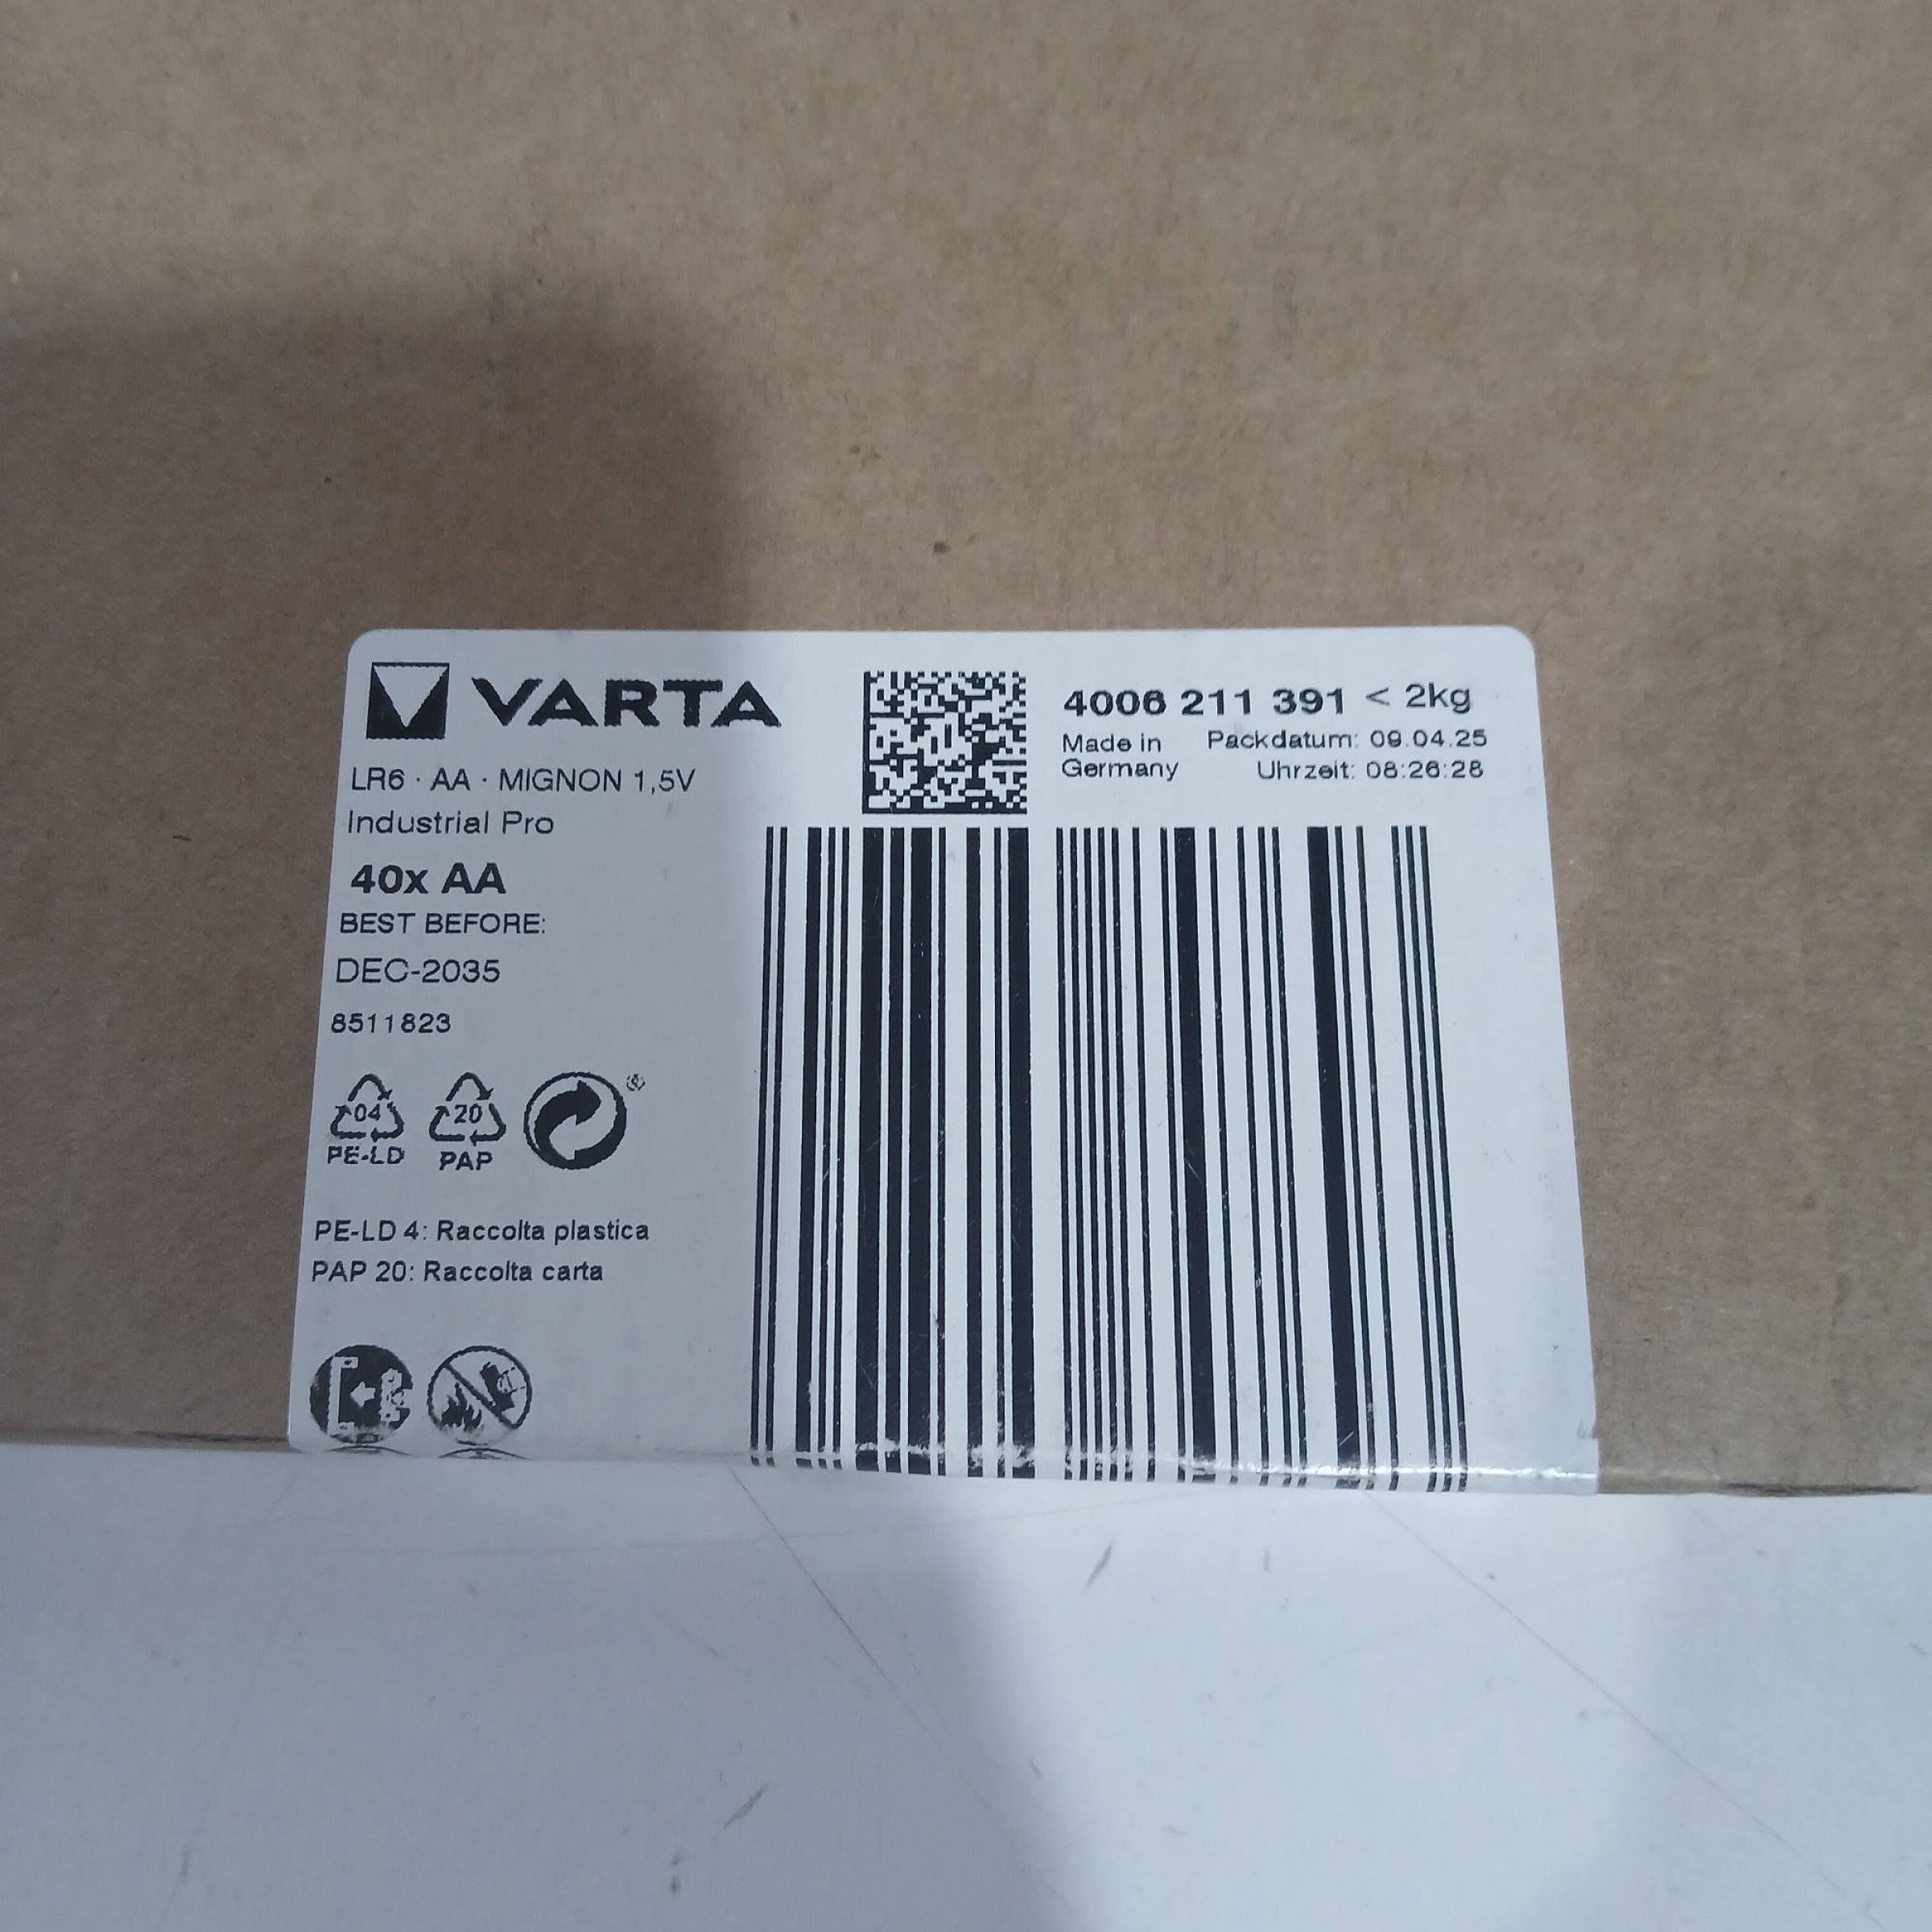 VARTA
LR6 · AA · MIGNON 1,5V
Industrial Pro
40x AA
BEST BEFORE:
DEC-2035
8511823
04
PE-LD
20
PAP
®
PE-LD 4: Raccolta plastica
PAP 20: Raccolta carta
4006 211 391 < 2kg
Made in Germany
Packdatum: 09.04.25
Uhrzeit: 08:26:28